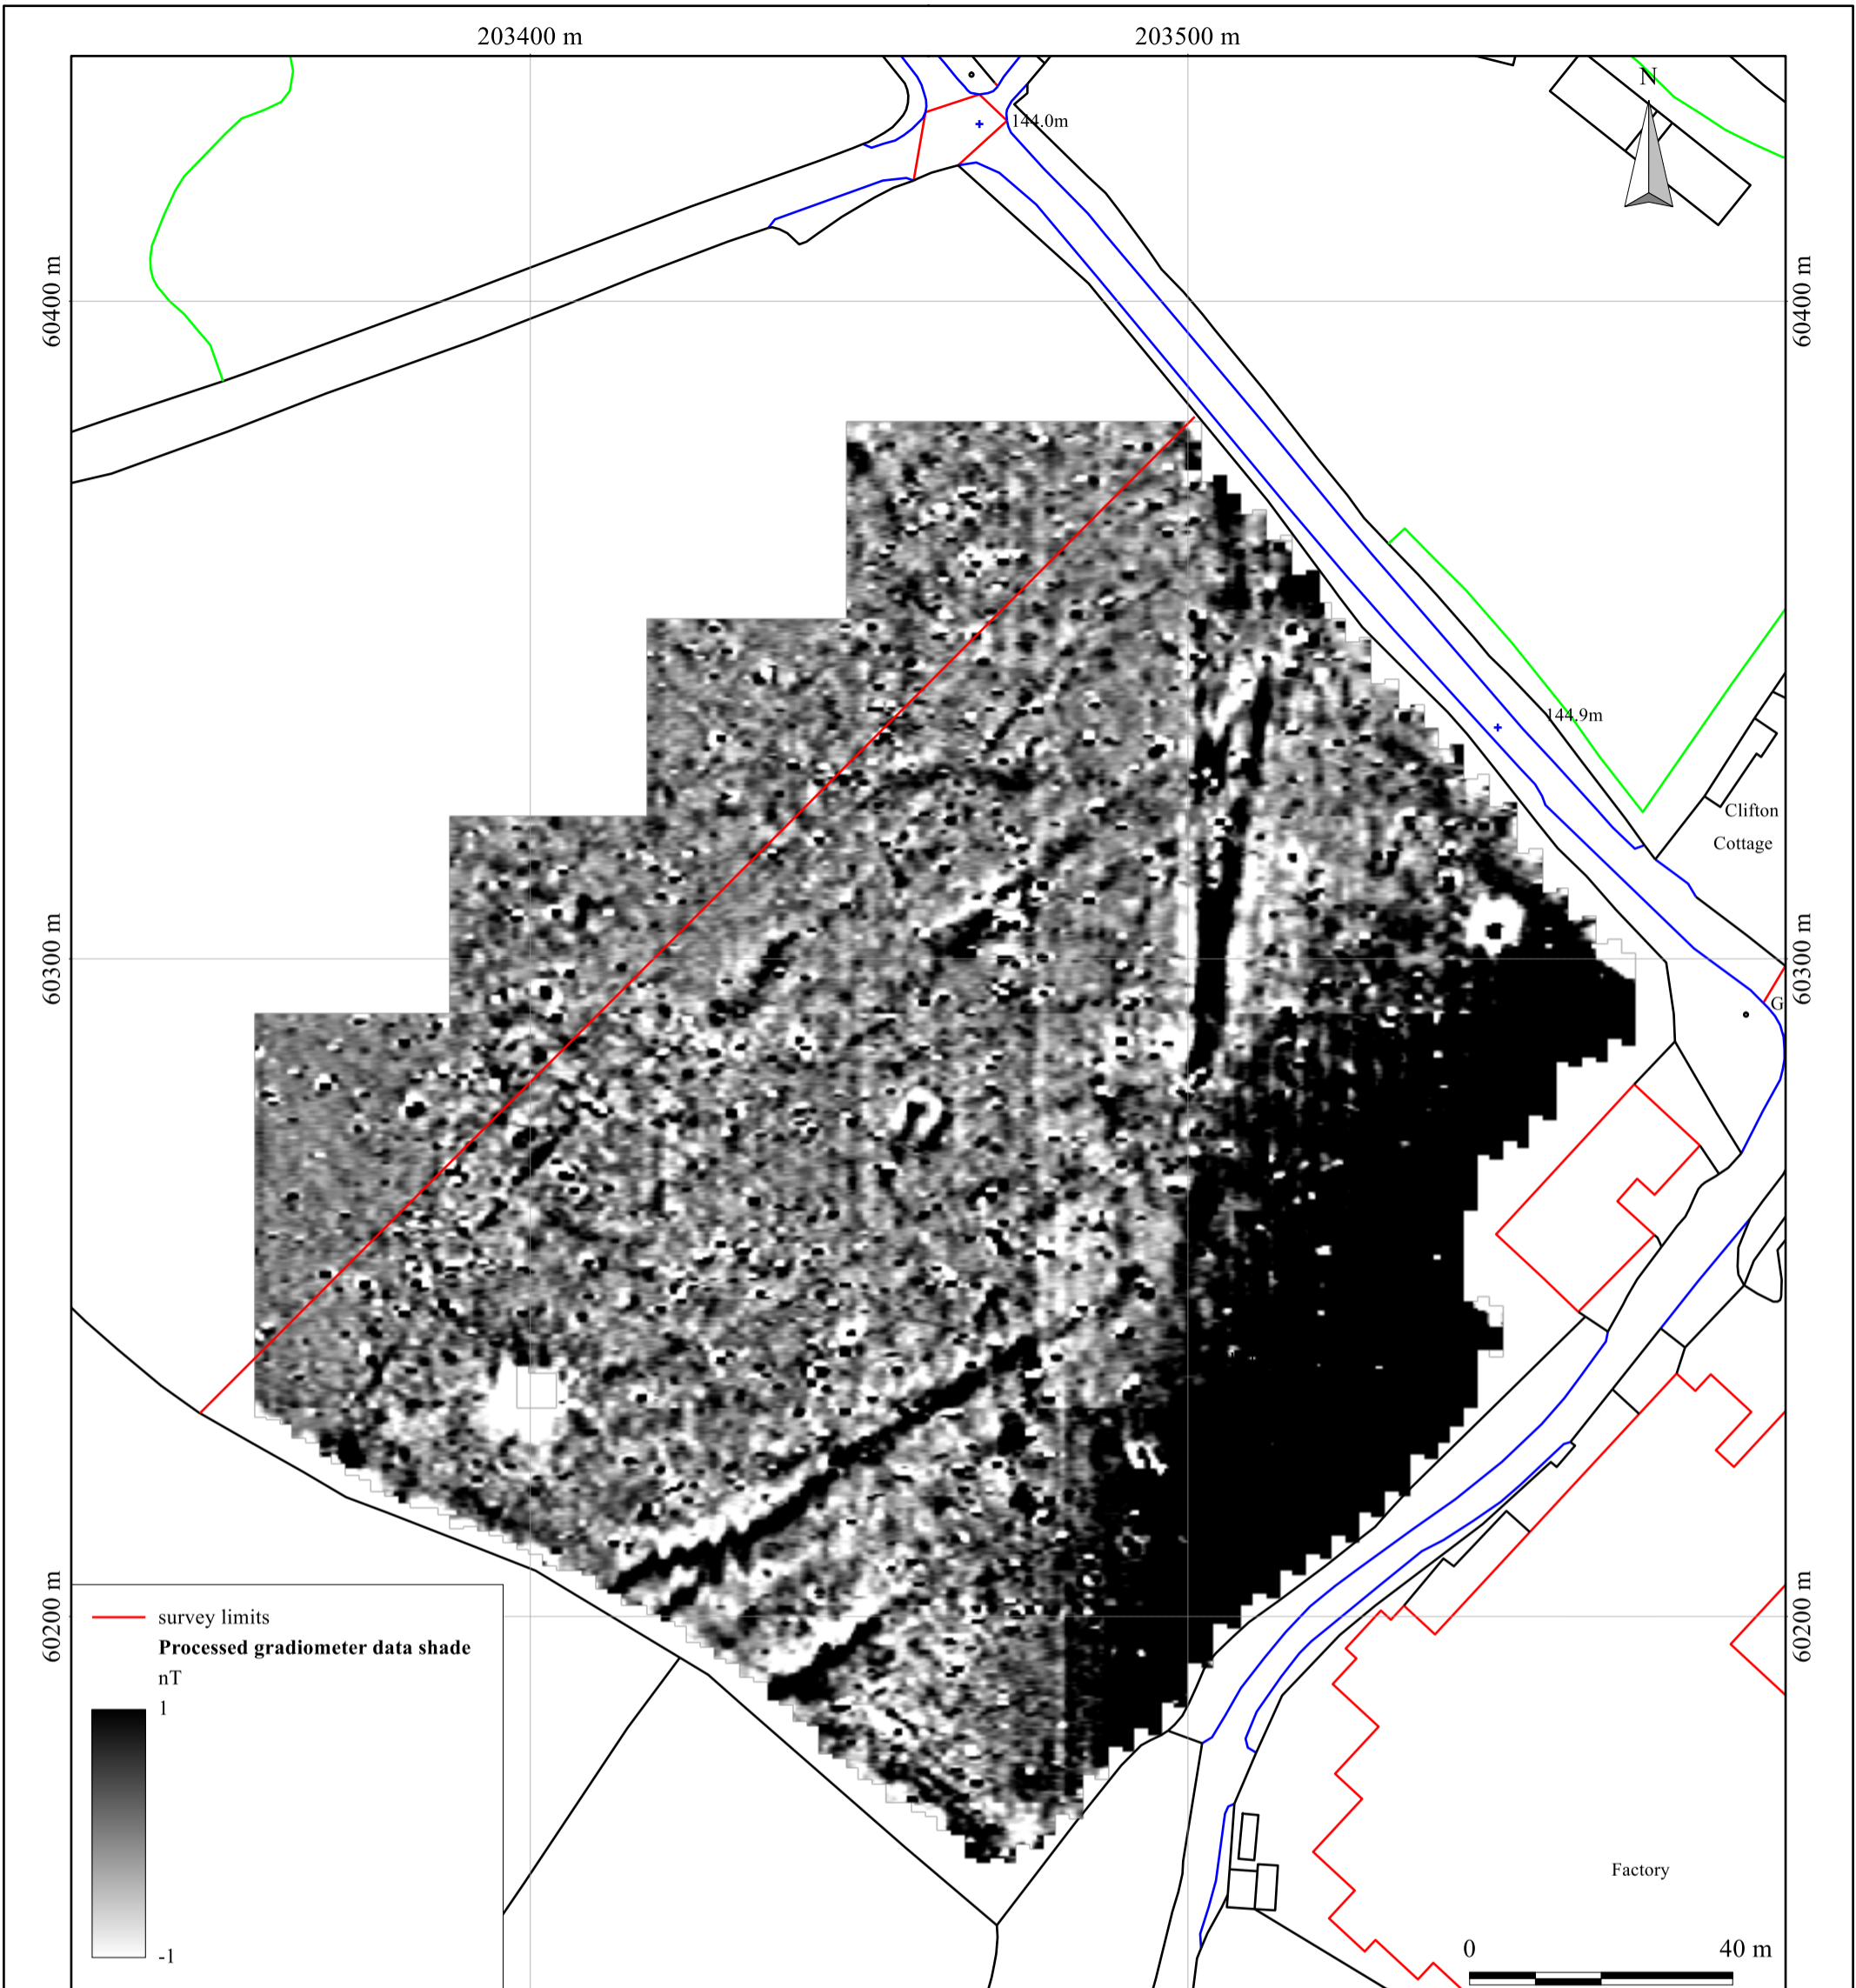 203400 m
203500 m
N
144.0m
60400 m
60400 m
144.9m
Clifton
Cottage
60300 m
60300 m
G
60200 m
60200 m
survey limits
Processed gradiometer data shade
nT
1
-1
Factory
0
40 m